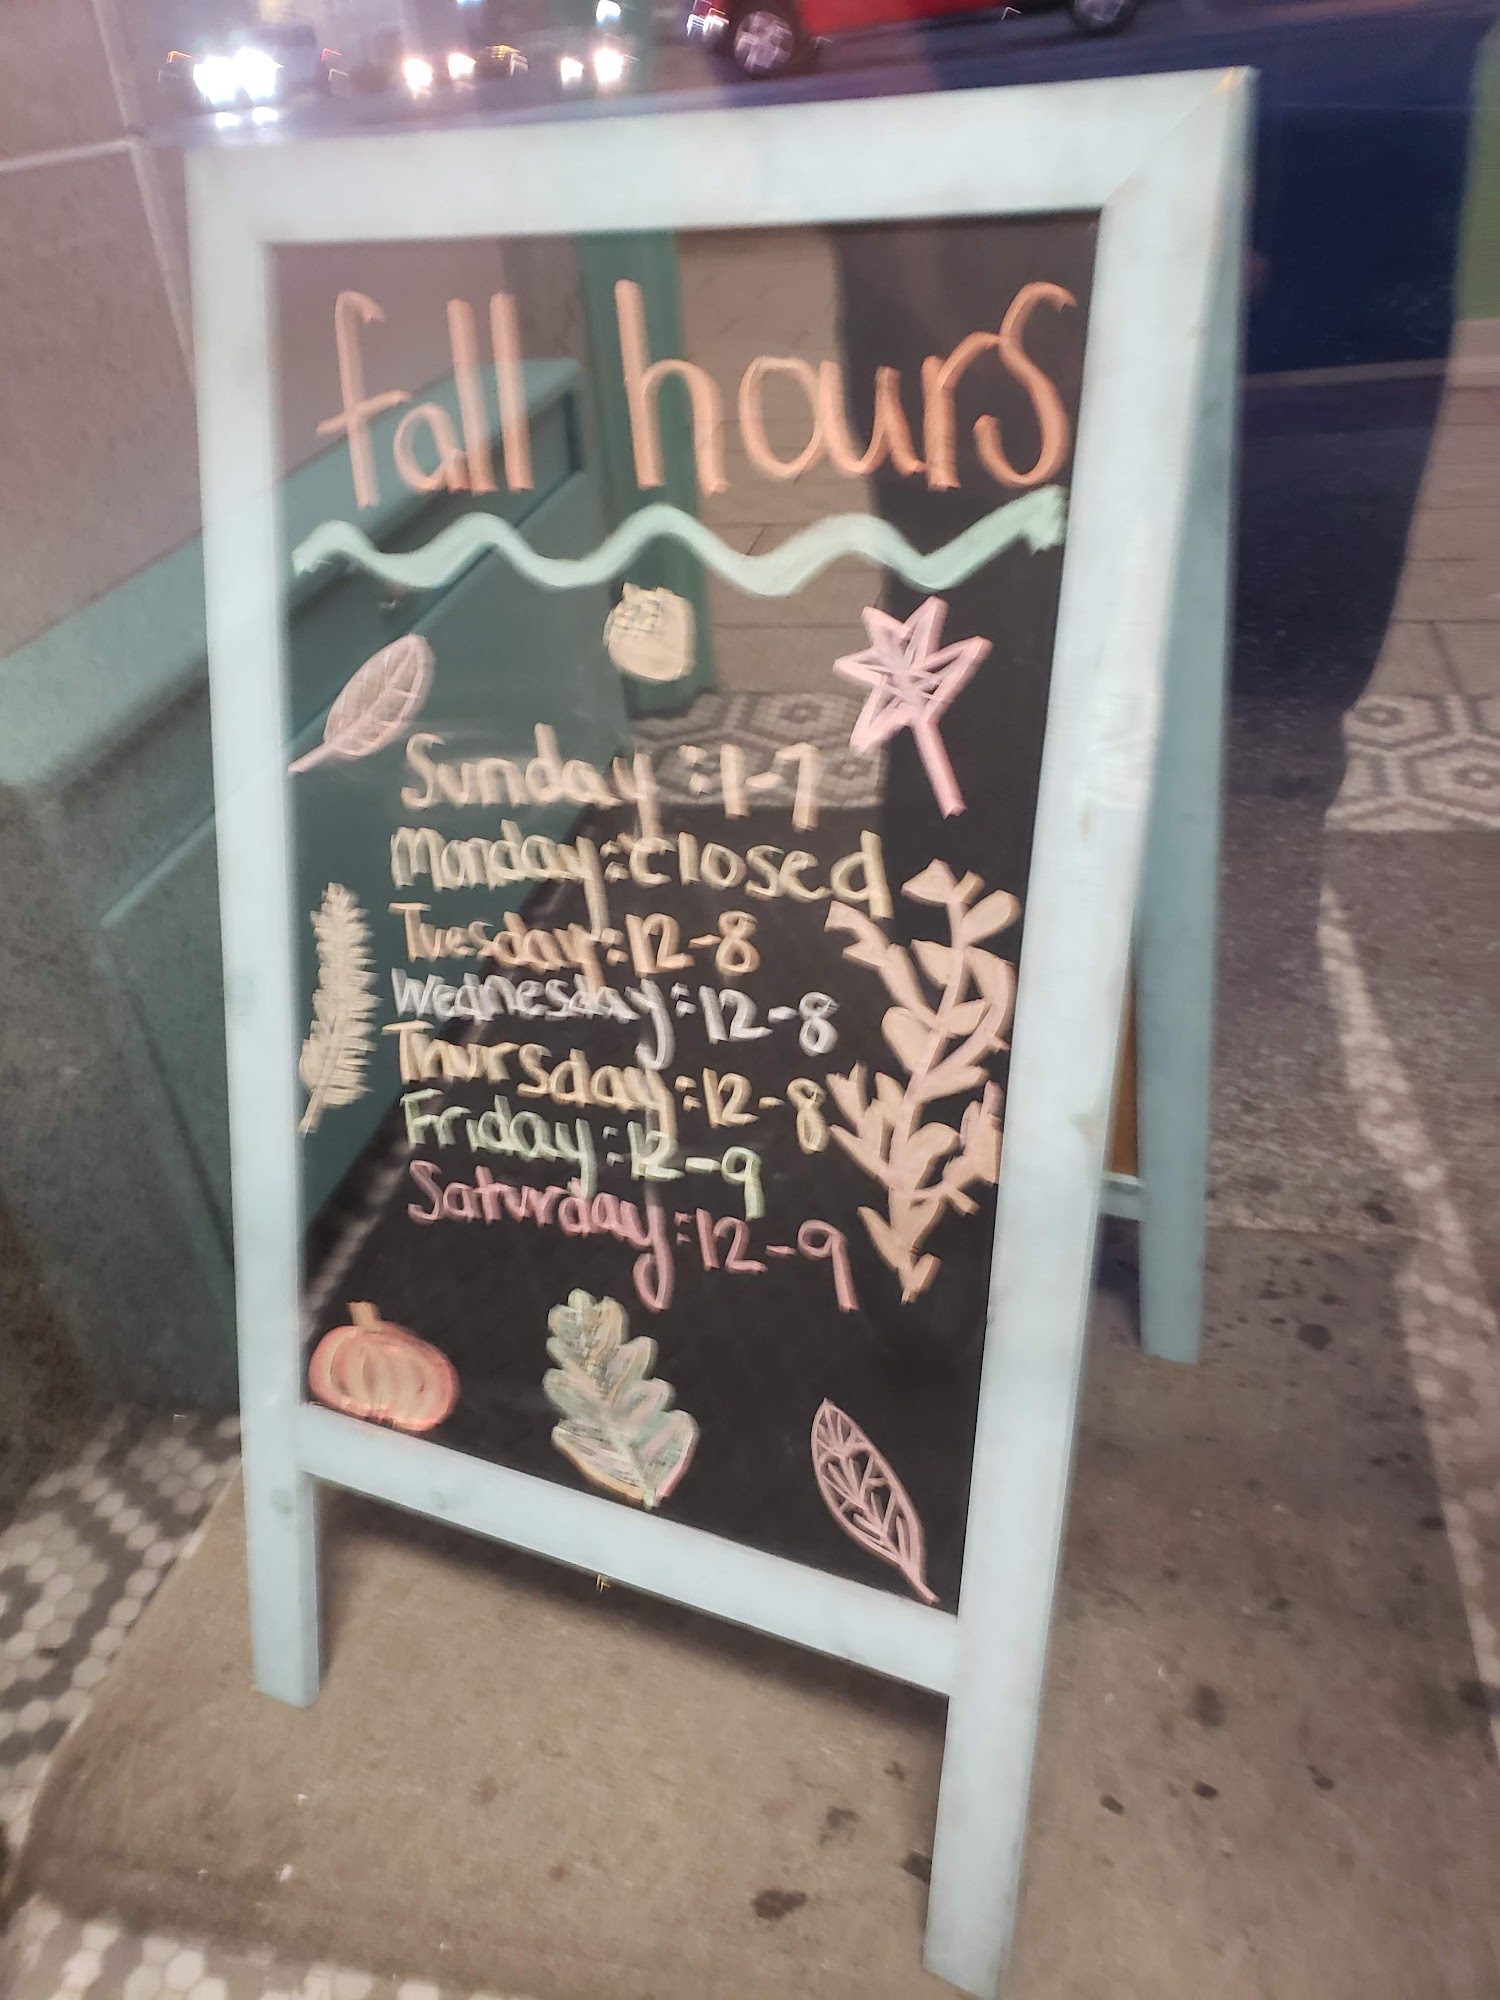 fall hours
Sunday:1-7
Monday:closed
Tuesday:12-8
Wednesday:12-8
Thursday:12-8
Friday:12-9
Saturday:12-9